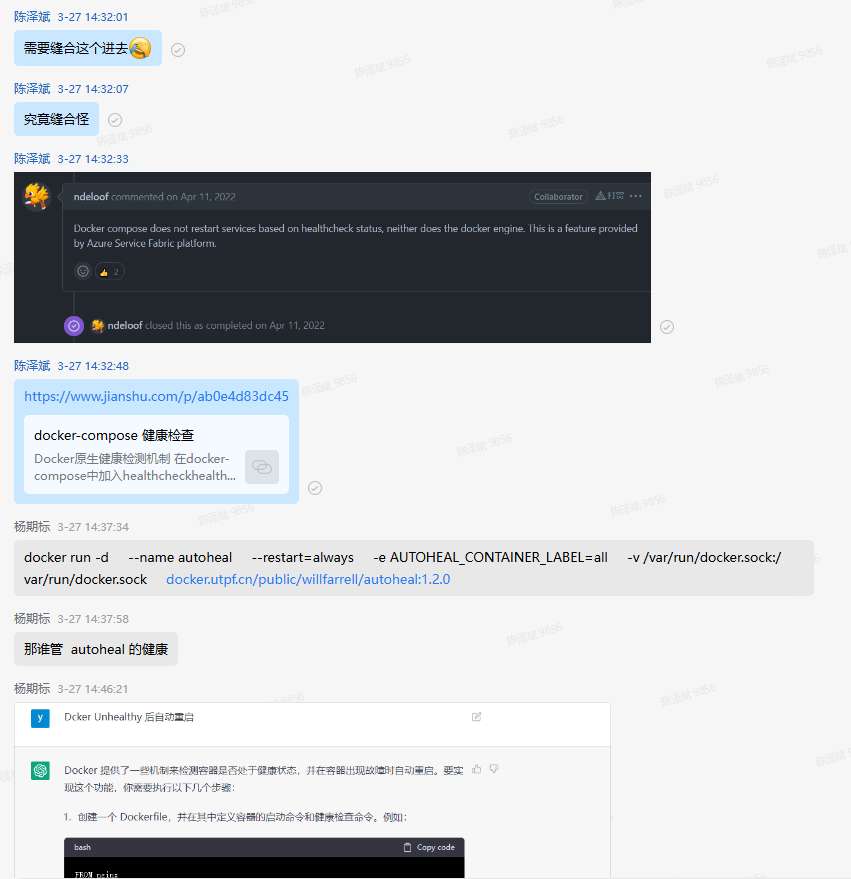 陈泽斌 3-27 14:32:01
需要缝合这个进去
陈泽斌 3-27 14:32:07
究竟缝合怪
陈泽斌 3-27 14:32:33
ndeloof commented on Apr 11, 2022
Collaborator
打赏
Docker compose does not restart services based on healthcheck status, neither does the docker engine. This is a feature provided
by Azure Service Fabric platform.
2
ndeloof closed this as completed on Apr 11, 2022
陈泽斌 3-27 14:32:48
https://www.jianshu.com/p/ab0e4d83dc45
docker-compose 健康检查
Docker原生健康检测机制 在docker-
compose中加入healthcheckhealth...
杨期标 3-27 14:37:34
docker run -d --name autoheal --restart=always -e AUTOHEAL_CONTAINER_LABEL=all -v /var/run/docker.sock:/
var/run/docker.sock docker.utpf.cn/public/willfarrell/autoheal:1.2.0
杨期标 3-27 14:37:58
那谁管 autoheal 的健康
杨期标 3-27 14:46:21
y
Dcker Unhealthy 后自动重启
Docker 提供了一些机制来检测容器是否处于健康状态，并在容器出现故障时自动重启。要实
现这个功能，你需要执行以下几个步骤：
1. 创建一个 Dockerfile，并在其中定义容器的启动命令和健康检查命令。例如：
bash
Copy code
FROM nginx
陈泽斌 9856